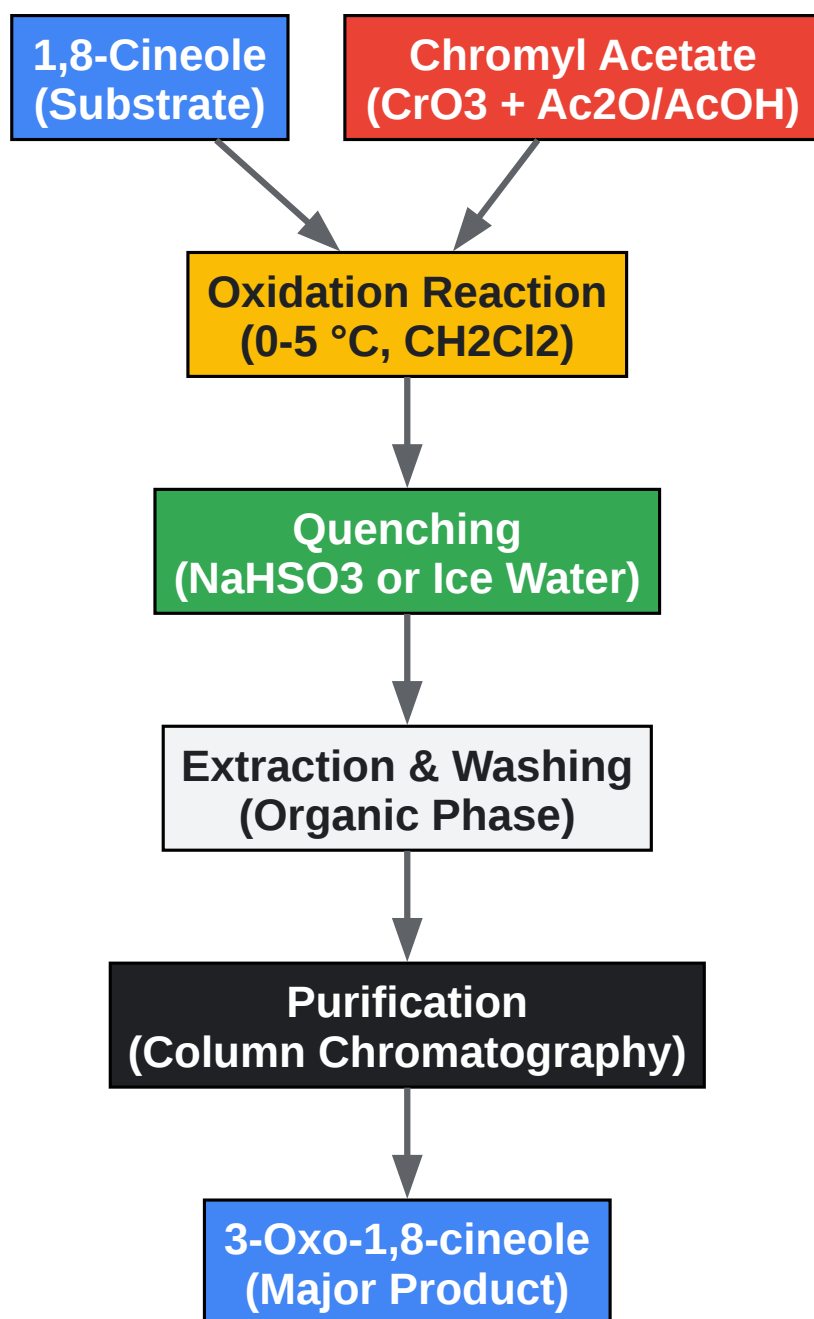 1,8-Cineole
(Substrate)
Chromyl Acetate
(CrO3 + Ac2O/AcOH)
Oxidation Reaction
(0-5 °C, CH2Cl2)
Quenching
(NaHSO3 or Ice Water)
Extraction & Washing
(Organic Phase)
Purification
(Column Chromatography)
3-Oxo-1,8-cineole
(Major Product)